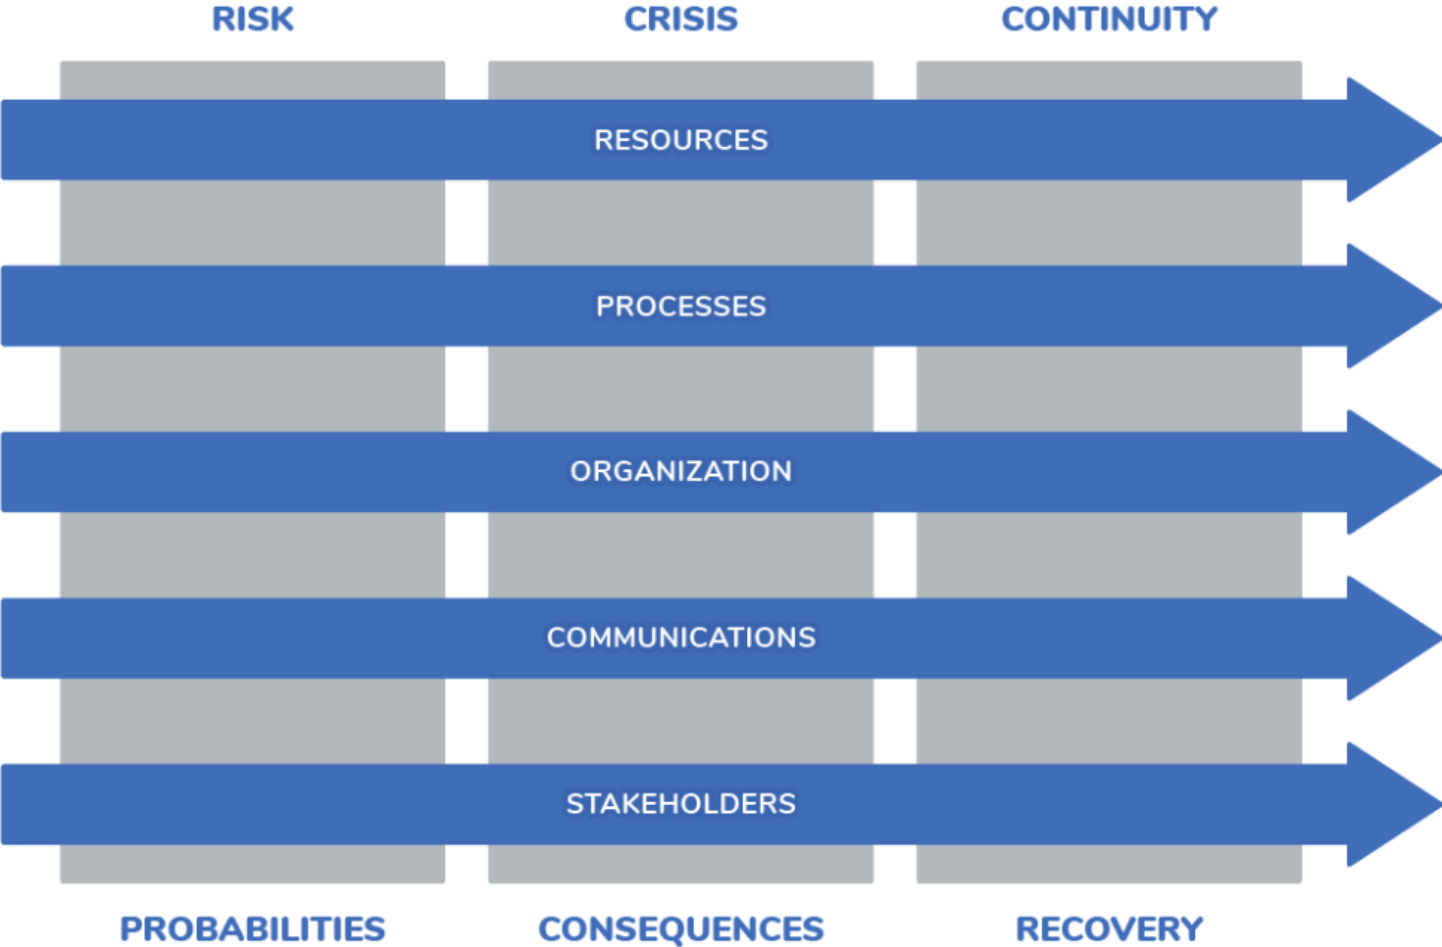 RISK CRISIS CONTINUITY
RESOURCES
PROCESSES
ORGANIZATION
COMMUNICATIONS
STAKEHOLDERS
PROBABILITIES CONSEQUENCES RECOVERY